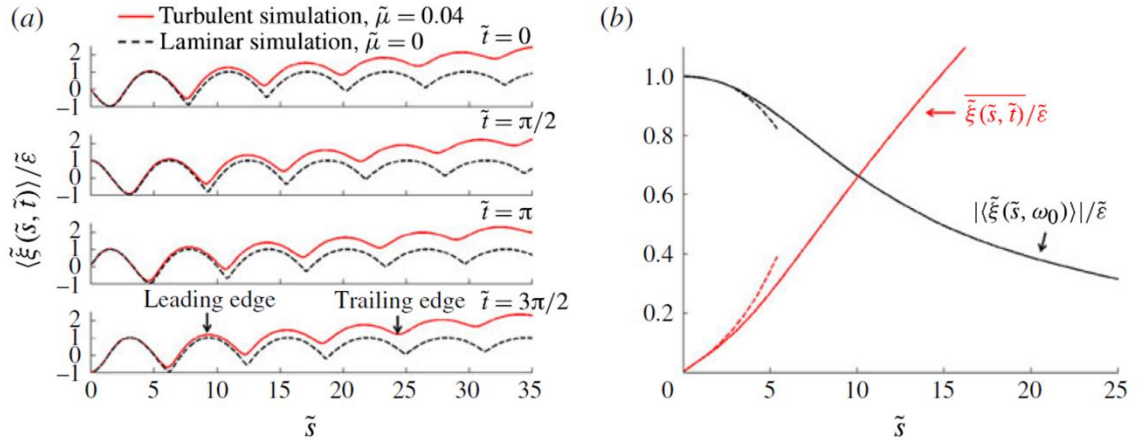 (a)
Turbulent simulation, μ̃ = 0.04
Laminar simulation, μ̃ = 0
t̃ = 0
2
1
0
−1
t̃ = π/2
2
1
0
−1
⟨ξ̃(s̃, t̃)⟩/ε̃
t̃ = π
2
1
0
−1
Leading edge
Trailing edge
t̃ = 3π/2
2
1
0
−1
0 5 10 15 20 25 30 35
s̃
(b)
1.0
0.8
0.6
0.4
0.2
ξ̃(s̃, t̃)/ε̃
|⟨ξ̃(s̃, ω₀)⟩|/ε̃
0 5 10 15 20 25
s̃